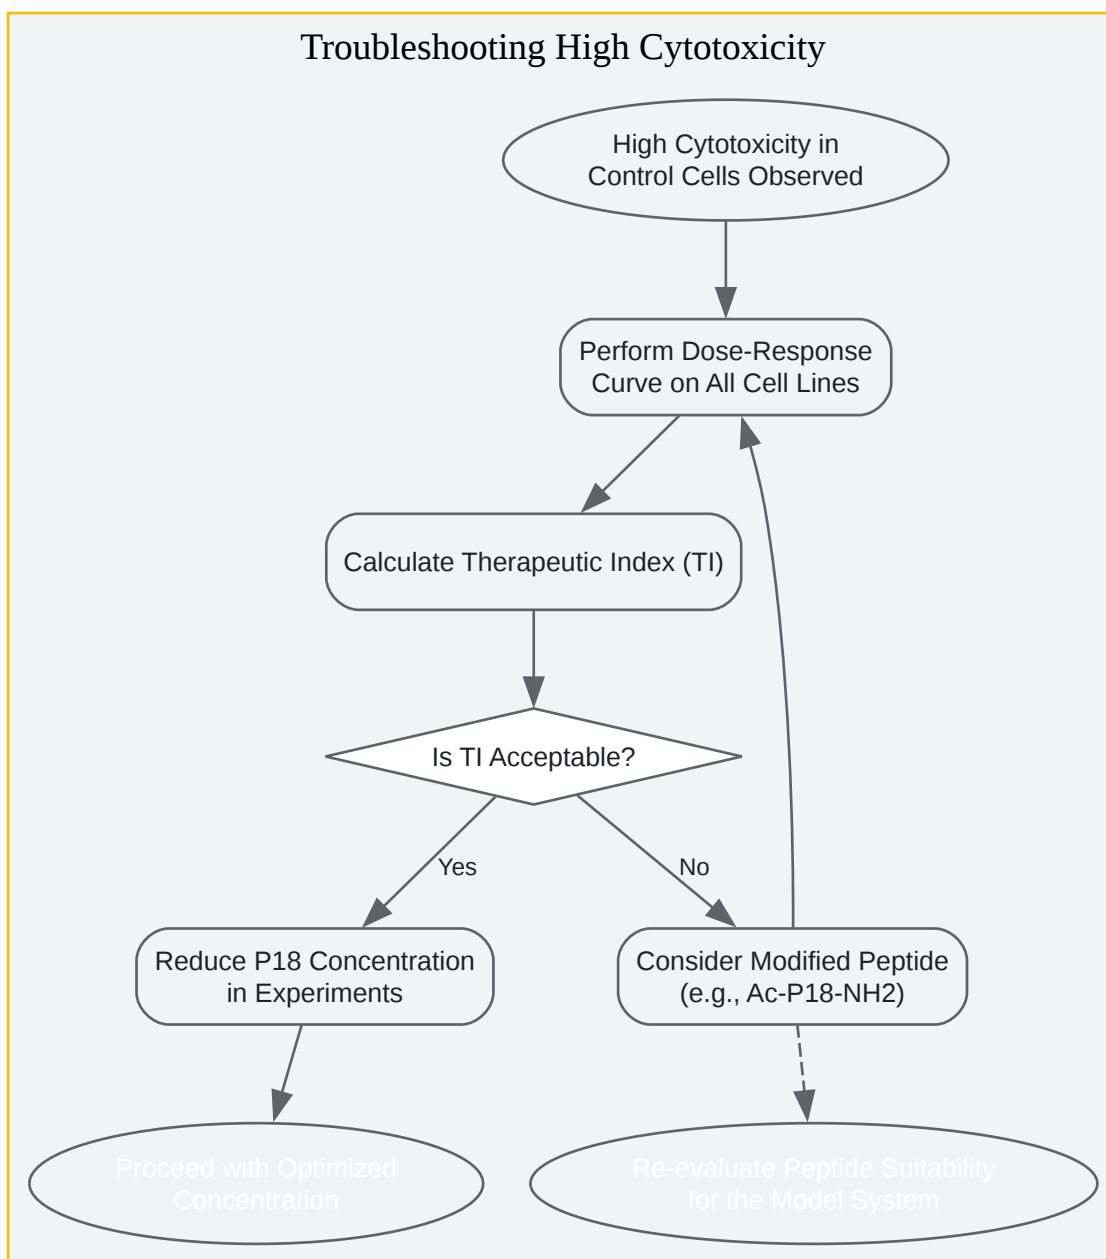 Troubleshooting High Cytotoxicity
High Cytotoxicity in
Control Cells Observed
Perform Dose-Response
Curve on All Cell Lines
Calculate Therapeutic Index (TI)
Is TI Acceptable?
Yes
No
Reduce P18 Concentration
in Experiments
Consider Modified Peptide
(e.g., Ac-P18-NH2)
Proceed with Optimized
Concentration
Re-evaluate Peptide Suitability
for the Model System